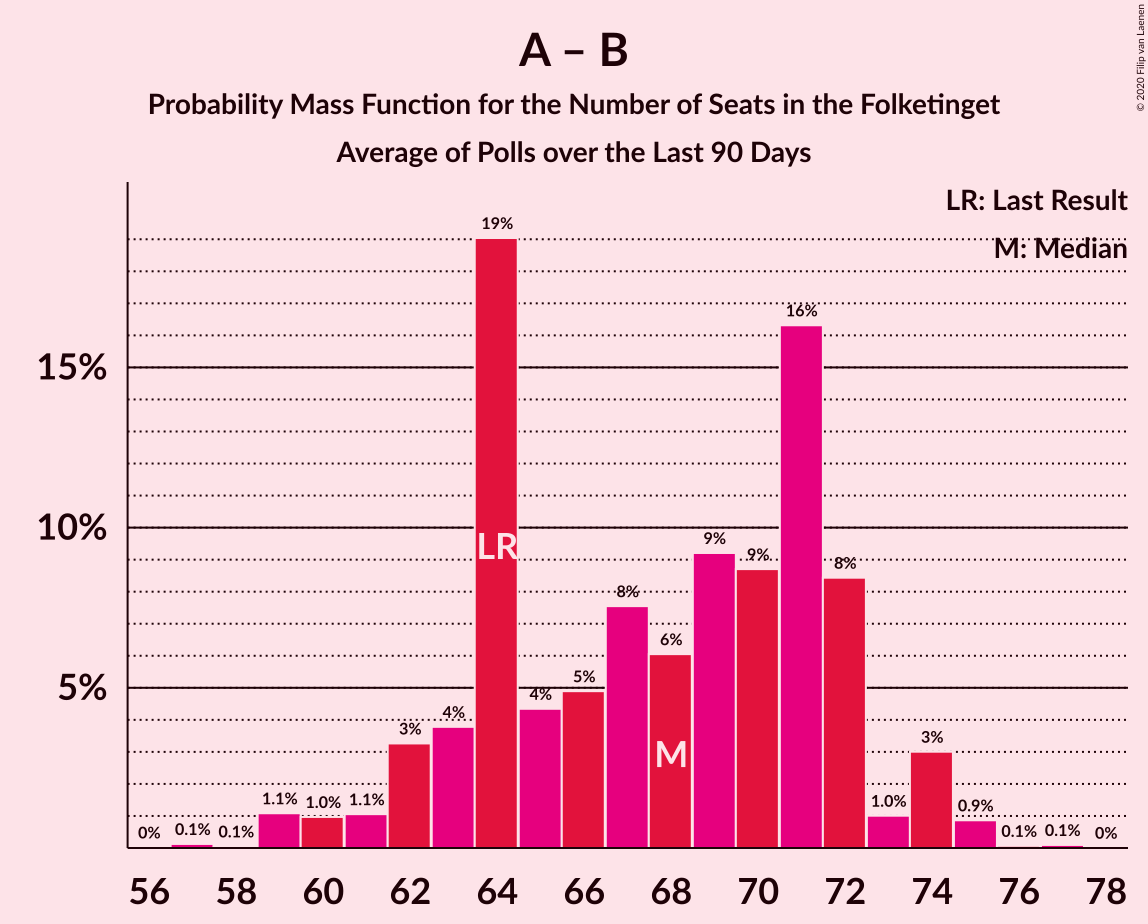 A – B
Probability Mass Function for the Number of Seats in the Folketinget
Average of Polls over the Last 90 Days
© 2020 Filip van Laenen
LR: Last Result
M: Median
15%
10%
5%
0%
0.1%
0.1%
1.1%
1.0%
1.1%
3%
4%
19%
4%
5%
8%
6%
9%
9%
16%
8%
1.0%
3%
0.9%
0.1%
0.1%
0%
LR
M
56 58 60 62 64 66 68 70 72 74 76 78